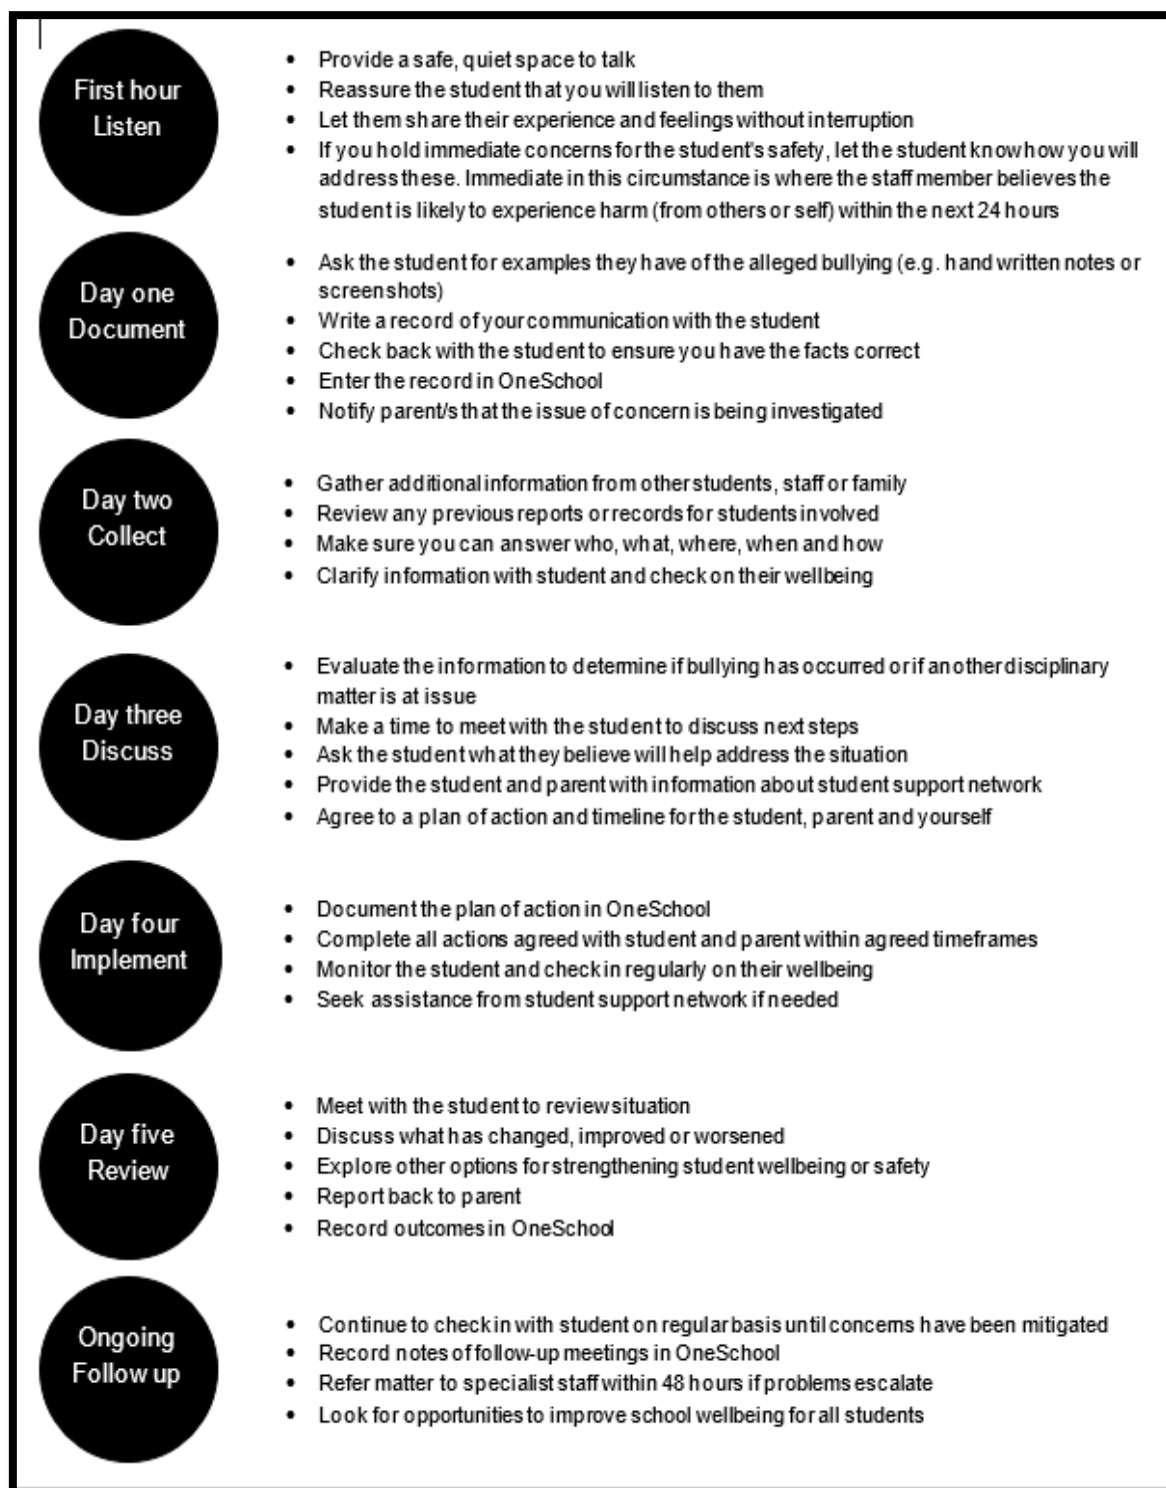 First hour
Listen
• Provide a safe, quiet space to talk
• Reassure the student that you will listen to them
• Let them share their experience and feelings without interruption
• If you hold immediate concerns for the student's safety, let the student know how you will
address these. Immediate in this circumstance is where the staff member believes the
student is likely to experience harm (from others or self) within the next 24 hours
Day one
Document
• Ask the student for examples they have of the alleged bullying (e.g. hand written notes or
screenshots)
• Write a record of your communication with the student
• Check back with the student to ensure you have the facts correct
• Enter the record in OneSchool
• Notify parent/s that the issue of concern is being investigated
Day two
Collect
• Gather additional information from other students, staff or family
• Review any previous reports or records for students involved
• Make sure you can answer who, what, where, when and how
• Clarify information with student and check on their wellbeing
Day three
Discuss
• Evaluate the information to determine if bullying has occurred or if another disciplinary
matter is at issue
• Make a time to meet with the student to discuss next steps
• Ask the student what they believe will help address the situation
• Provide the student and parent with information about student support network
• Agree to a plan of action and timeline for the student, parent and yourself
Day four
Implement
• Document the plan of action in OneSchool
• Complete all actions agreed with student and parent within agreed timeframes
• Monitor the student and check in regularly on their wellbeing
• Seek assistance from student support network if needed
Day five
Review
• Meet with the student to review situation
• Discuss what has changed, improved or worsened
• Explore other options for strengthening student wellbeing or safety
• Report back to parent
• Record outcomes in OneSchool
Ongoing
Follow up
• Continue to check in with student on regular basis until concerns have been mitigated
• Record notes of follow-up meetings in OneSchool
• Refer matter to specialist staff within 48 hours if problems escalate
• Look for opportunities to improve school wellbeing for all students